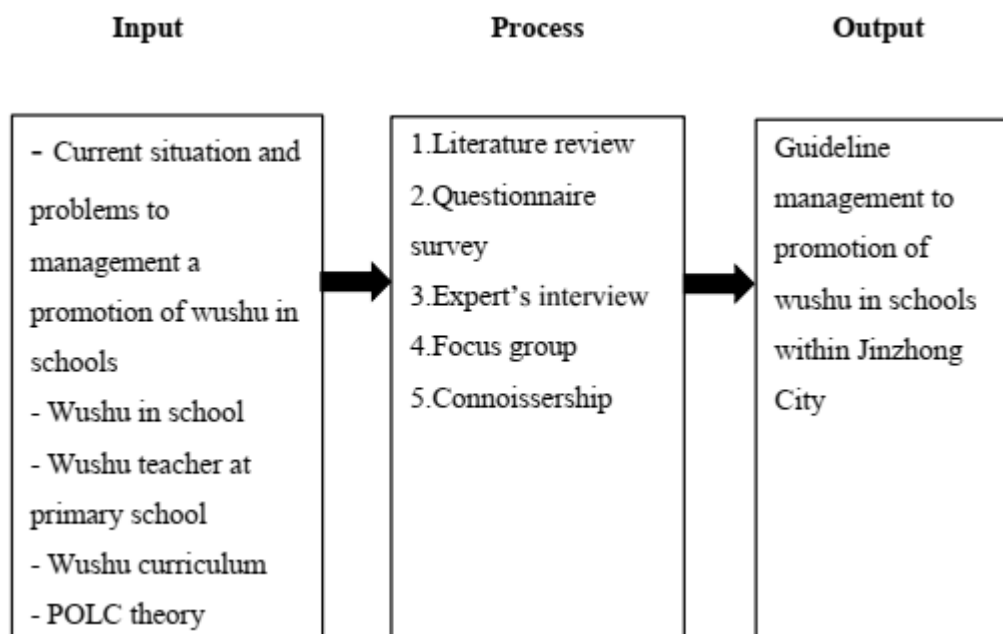 Input
Process
Output
- Current situation and
problems to
management a
promotion of wushu in
schools
- Wushu in school
- Wushu teacher at
primary school
- Wushu curriculum
- POLC theory
1.Literature review
2.Questionnaire
survey
3.Expert’s interview
4.Focus group
5.Connoissership
Guideline
management to
promotion of
wushu in schools
within Jinzhong
City